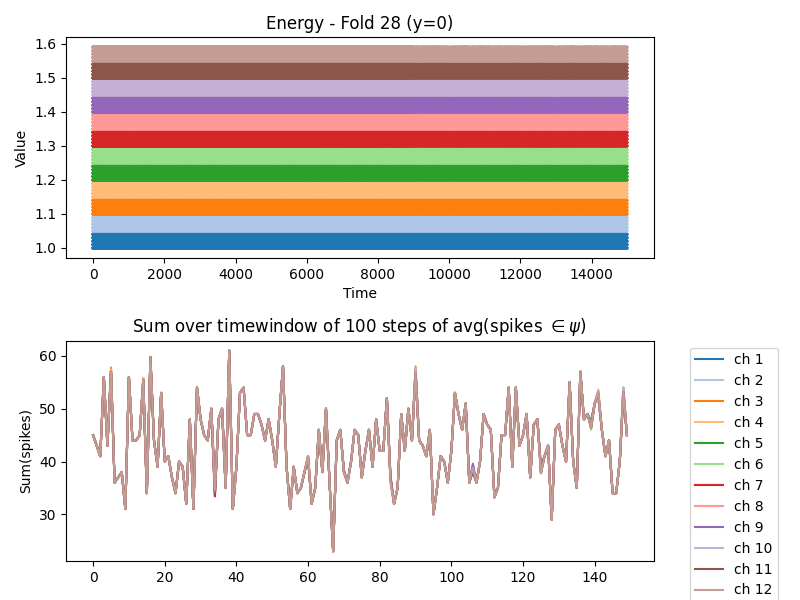 Energy - Fold 28 (y=0)
1.6
1.5
1.4
1.3
1.2
1.1
1.0
Value
0 2000 4000 6000 8000 10000 12000 14000
Time
Sum over timewindow of 100 steps of avg(spikes ∈ ψ)
60
50
40
30
Sum(spikes)
0 20 40 60 80 100 120 140
ch 1
ch 2
ch 3
ch 4
ch 5
ch 6
ch 7
ch 8
ch 9
ch 10
ch 11
ch 12